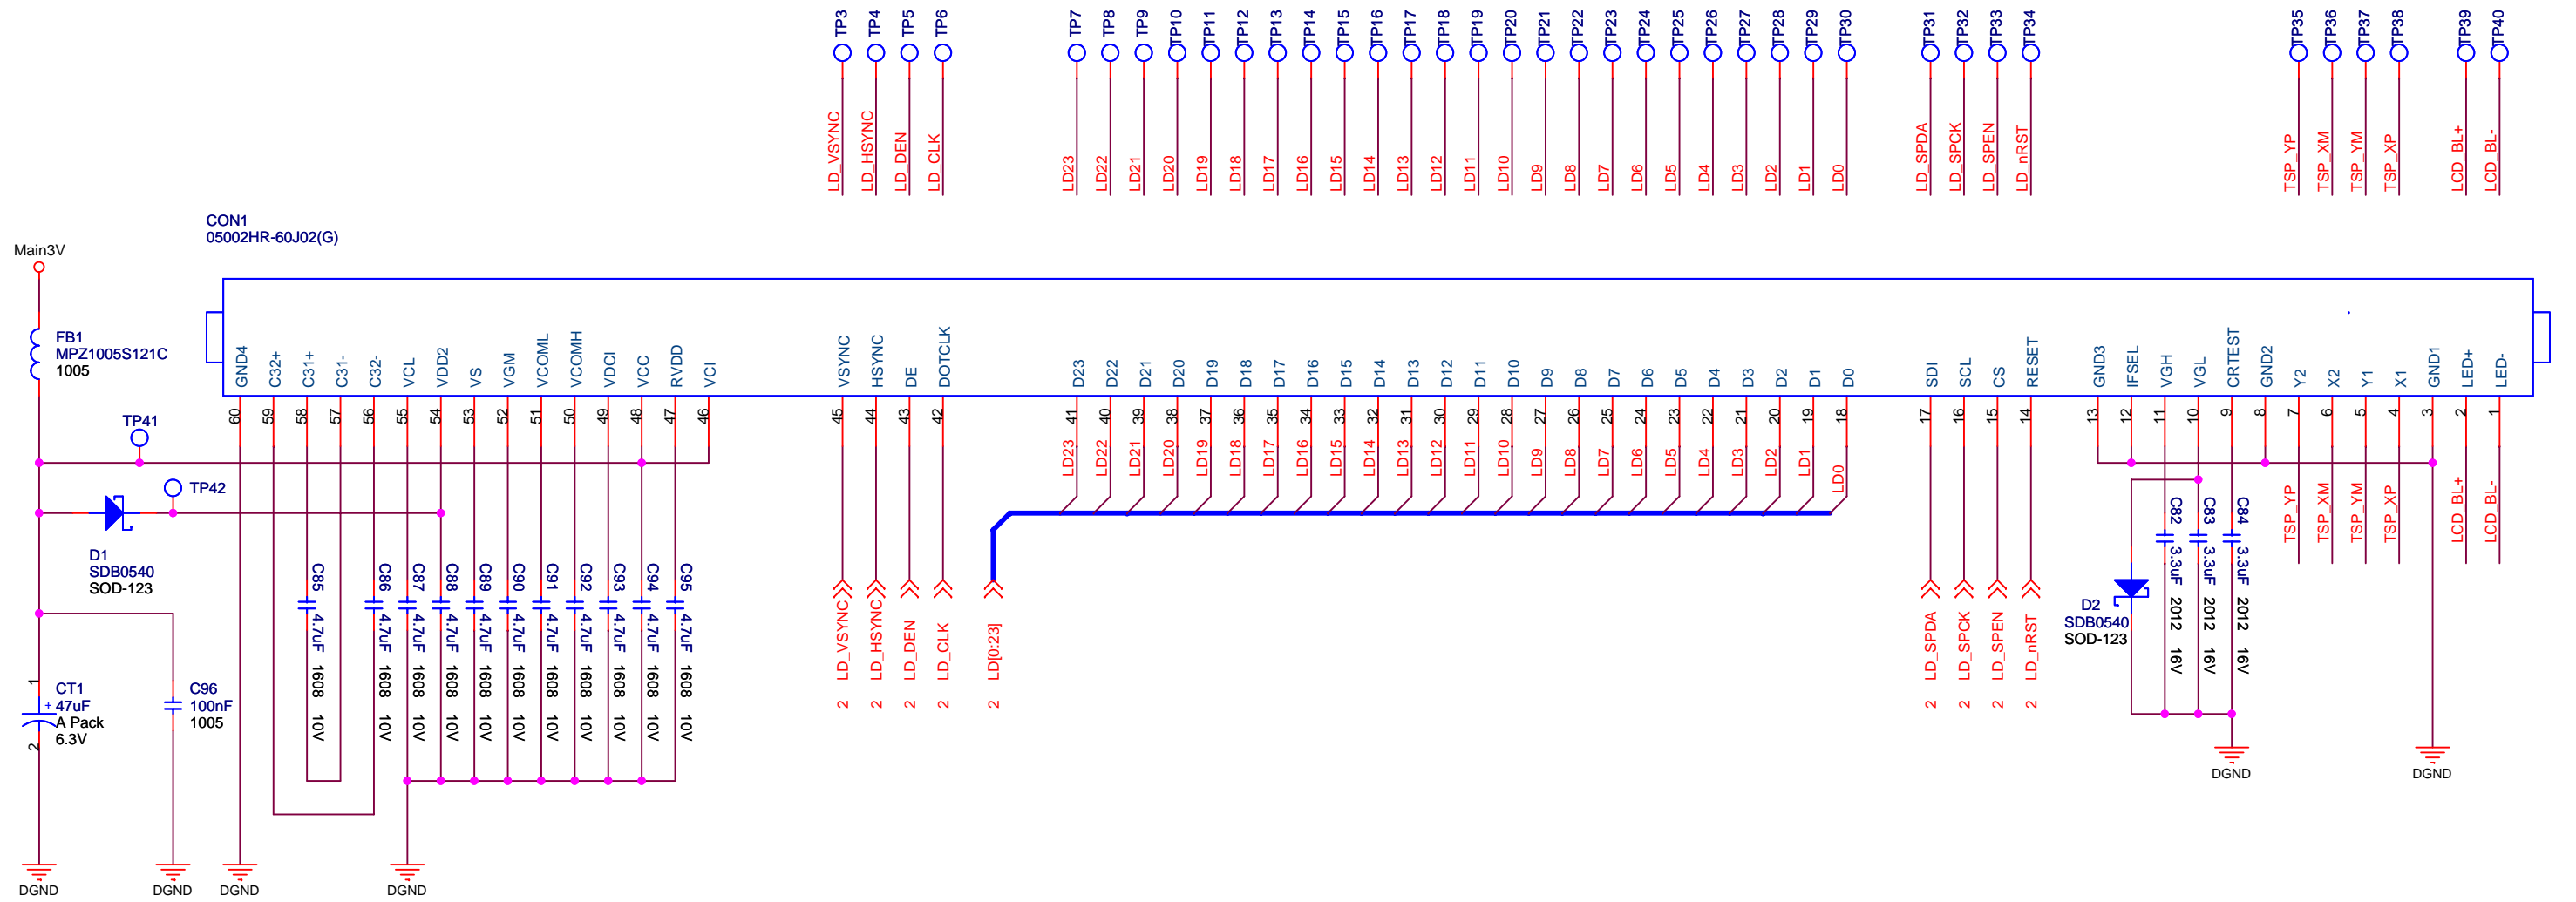 TP3
TP4
TP5
TP6
TP7
TP8
TP9
TP10
TP11
TP12
TP13
TP14
TP15
TP16
TP17
TP18
TP19
TP20
TP21
TP22
TP23
TP24
TP25
TP26
TP27
TP28
TP29
TP30
TP31
TP32
TP33
TP34
TP35
TP36
TP37
TP38
TP39
TP40
LD_VSYNC
LD_HSYNC
LD_DEN
LD_CLK
LD23
LD22
LD21
LD20
LD19
LD18
LD17
LD16
LD15
LD14
LD13
LD12
LD11
LD10
LD9
LD8
LD7
LD6
LD5
LD4
LD3
LD2
LD1
LD0
LD_SPDA
LD_SPCK
LD_SPEN
LD_nRST
TSP_YP
TSP_XM
TSP_YM
TSP_XP
LCD_BL+
LCD_BL-
CON1
05002HR-60J02(G)
Main3V
FB1
MPZ1005S121C
1005
GND4
C32+
C31+
C31-
C32-
VCL
VDD2
VS
VGM
VCOML
VCOMH
VDCI
VCC
RVDD
VCI
VSYNC
HSYNC
DE
DOTCLK
D23
D22
D21
D20
D19
D18
D17
D16
D15
D14
D13
D12
D11
D10
D9
D8
D7
D6
D5
D4
D3
D2
D1
D0
SDI
SCL
CS
RESET
GND3
IFSEL
VGH
VGL
CRTEST
GND2
Y2
X2
Y1
X1
GND1
LED+
LED-
60
59
58
57
56
55
54
53
52
51
50
49
48
47
46
45
44
43
42
41
40
39
38
37
36
35
34
33
32
31
30
29
28
27
26
25
24
23
22
21
20
19
18
17
16
15
14
13
12
11
10
9
8
7
6
5
4
3
2
1
TP41
TP42
LD23
LD22
LD21
LD20
LD19
LD18
LD17
LD16
LD15
LD14
LD13
LD12
LD11
LD10
LD9
LD8
LD7
LD6
LD5
LD4
LD3
LD2
LD1
LD0
TSP_YP
TSP_XM
TSP_YM
TSP_XP
LCD_BL+
LCD_BL-
D1
SDB0540
SOD-123
C85 4.7uF 1608 10V
C86 4.7uF 1608 10V
C87 4.7uF 1608 10V
C88 4.7uF 1608 10V
C89 4.7uF 1608 10V
C90 4.7uF 1608 10V
C91 4.7uF 1608 10V
C92 4.7uF 1608 10V
C93 4.7uF 1608 10V
C94 4.7uF 1608 10V
C95 4.7uF 1608 10V
2 LD_VSYNC
2 LD_HSYNC
2 LD_DEN
2 LD_CLK
2 LD[0:23]
2 LD_SPDA
2 LD_SPCK
2 LD_SPEN
2 LD_nRST
D2
SDB0540
SOD-123
C82 3.3uF 2012 16V
C83 3.3uF 2012 16V
C84 3.3uF 2012 16V
1
+
2
CT1
47uF
A Pack
6.3V
C96
100nF
1005
DGND
DGND
DGND
DGND
DGND
DGND